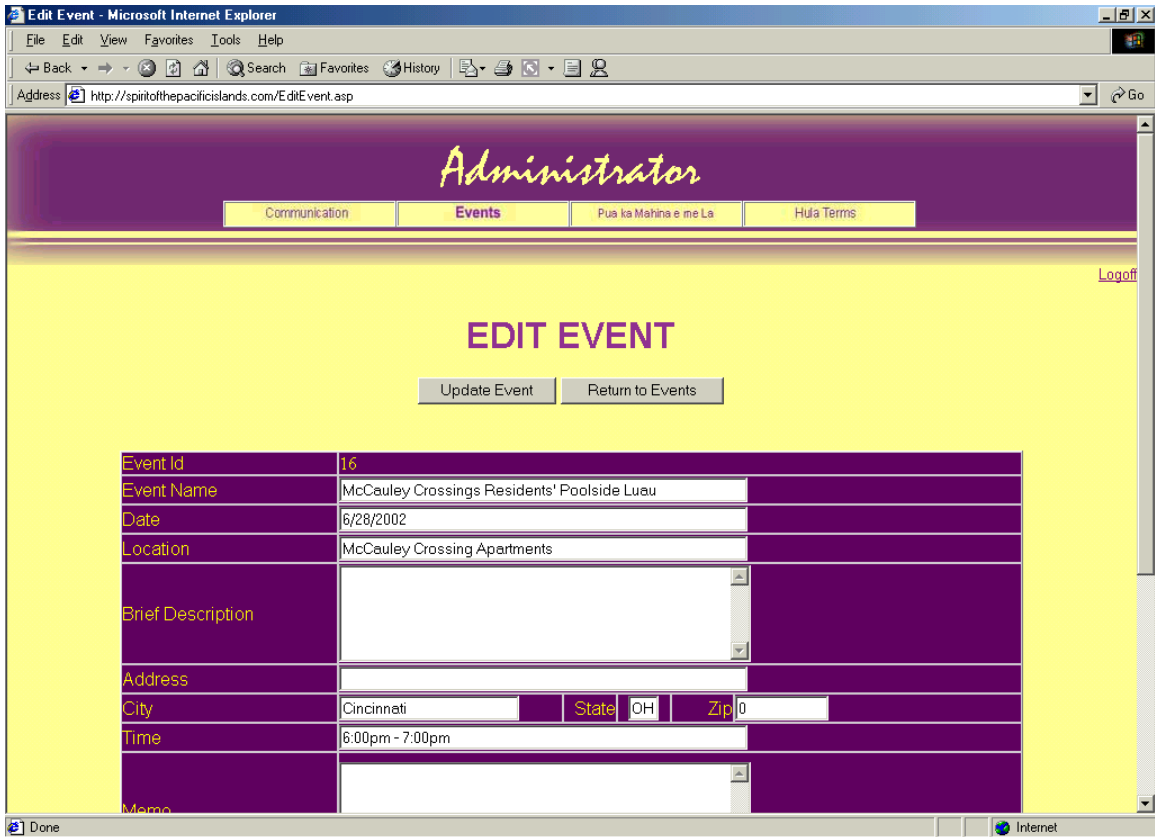 Edit Event - Microsoft Internet Explorer
File Edit View Favorites Tools Help
Back Search Favorites History
Address http://spiritofthepacificislands.com/EditEvent.asp Go
Administrator
Communication Events Pua ka Mahina e me La Hula Terms
Logoff
EDIT EVENT
Update Event Return to Events
Event Id 16
Event Name McCauley Crossings Residents' Poolside Luau
Date 6/28/2002
Location McCauley Crossing Apartments
Brief Description
Address
City Cincinnati State OH Zip 0
Time 6:00pm - 7:00pm
Memo
Done Internet